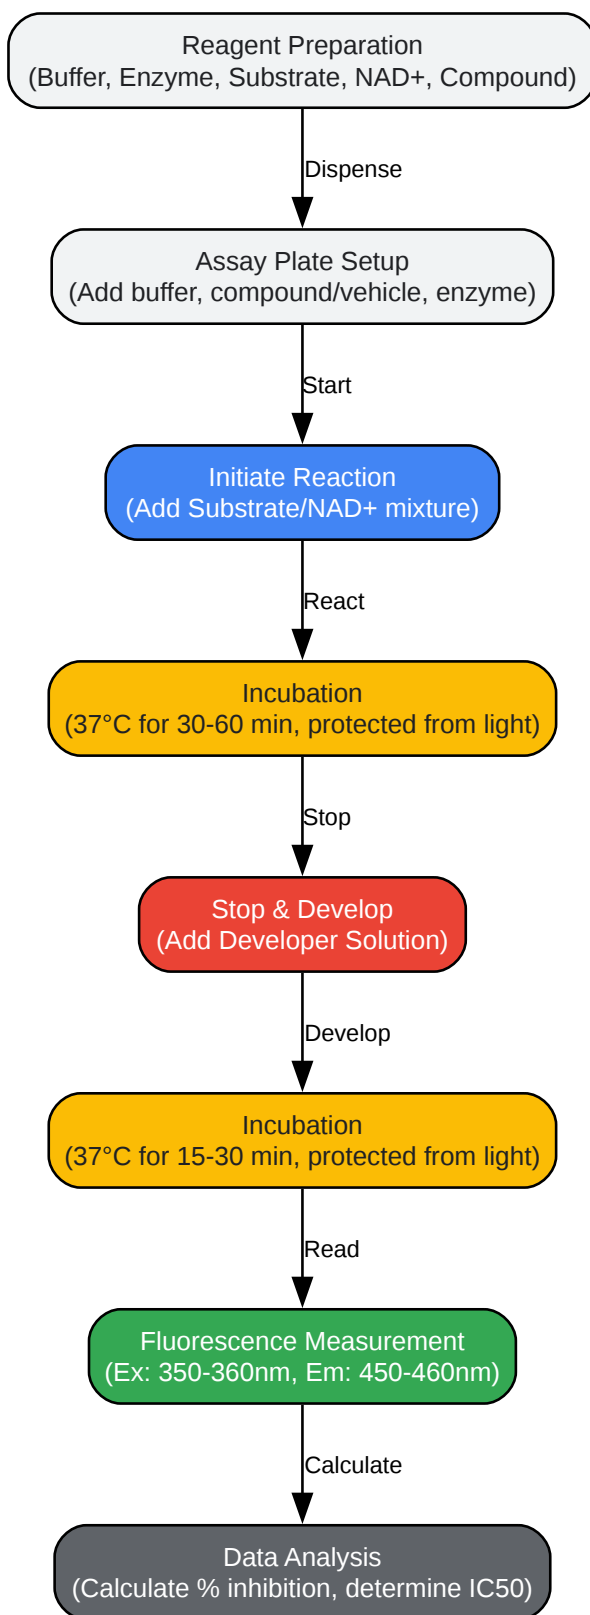 Reagent Preparation
(Buffer, Enzyme, Substrate, NAD+, Compound)
Dispense
Assay Plate Setup
(Add buffer, compound/vehicle, enzyme)
Start
Initiate Reaction
(Add Substrate/NAD+ mixture)
React
Incubation
(37°C for 30-60 min, protected from light)
Stop
Stop & Develop
(Add Developer Solution)
Develop
Incubation
(37°C for 15-30 min, protected from light)
Read
Fluorescence Measurement
(Ex: 350-360nm, Em: 450-460nm)
Calculate
Data Analysis
(Calculate % inhibition, determine IC50)